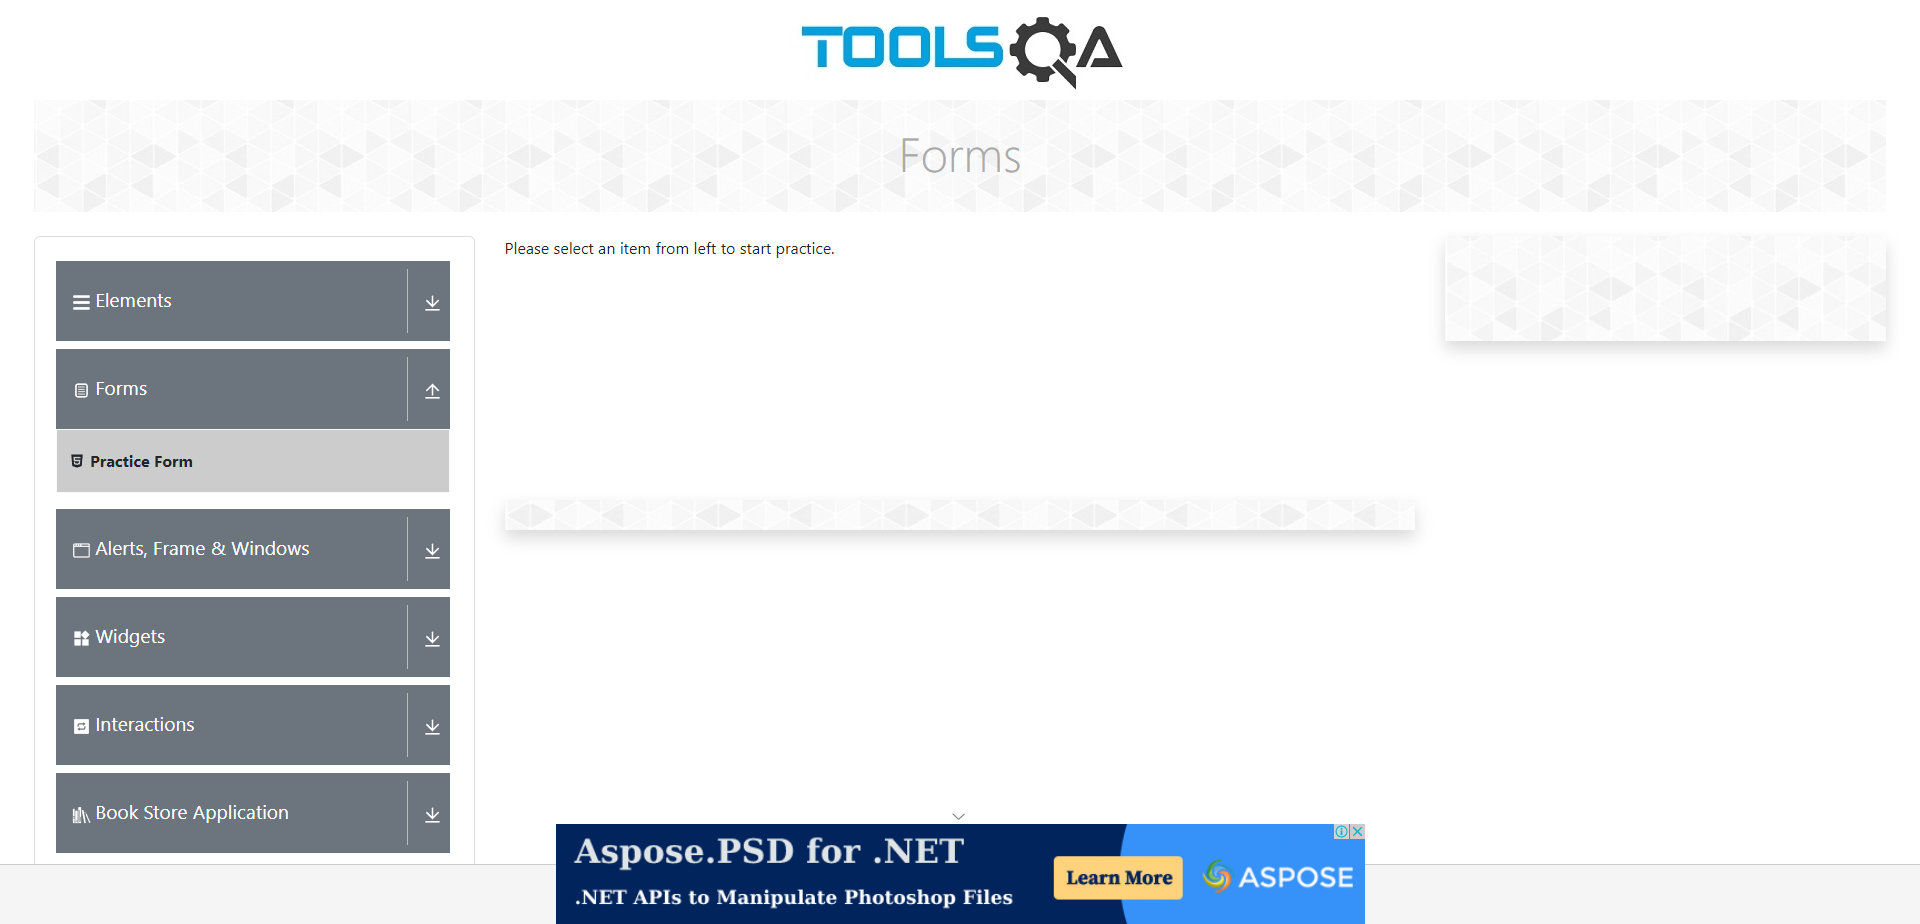 TOOLSQA
Forms
Please select an item from left to start practice.
Elements
Forms
Practice Form
Alerts, Frame & Windows
Widgets
Interactions
Book Store Application
Aspose.PSD for .NET
.NET APIs to Manipulate Photoshop Files
Learn More
ASPOSE